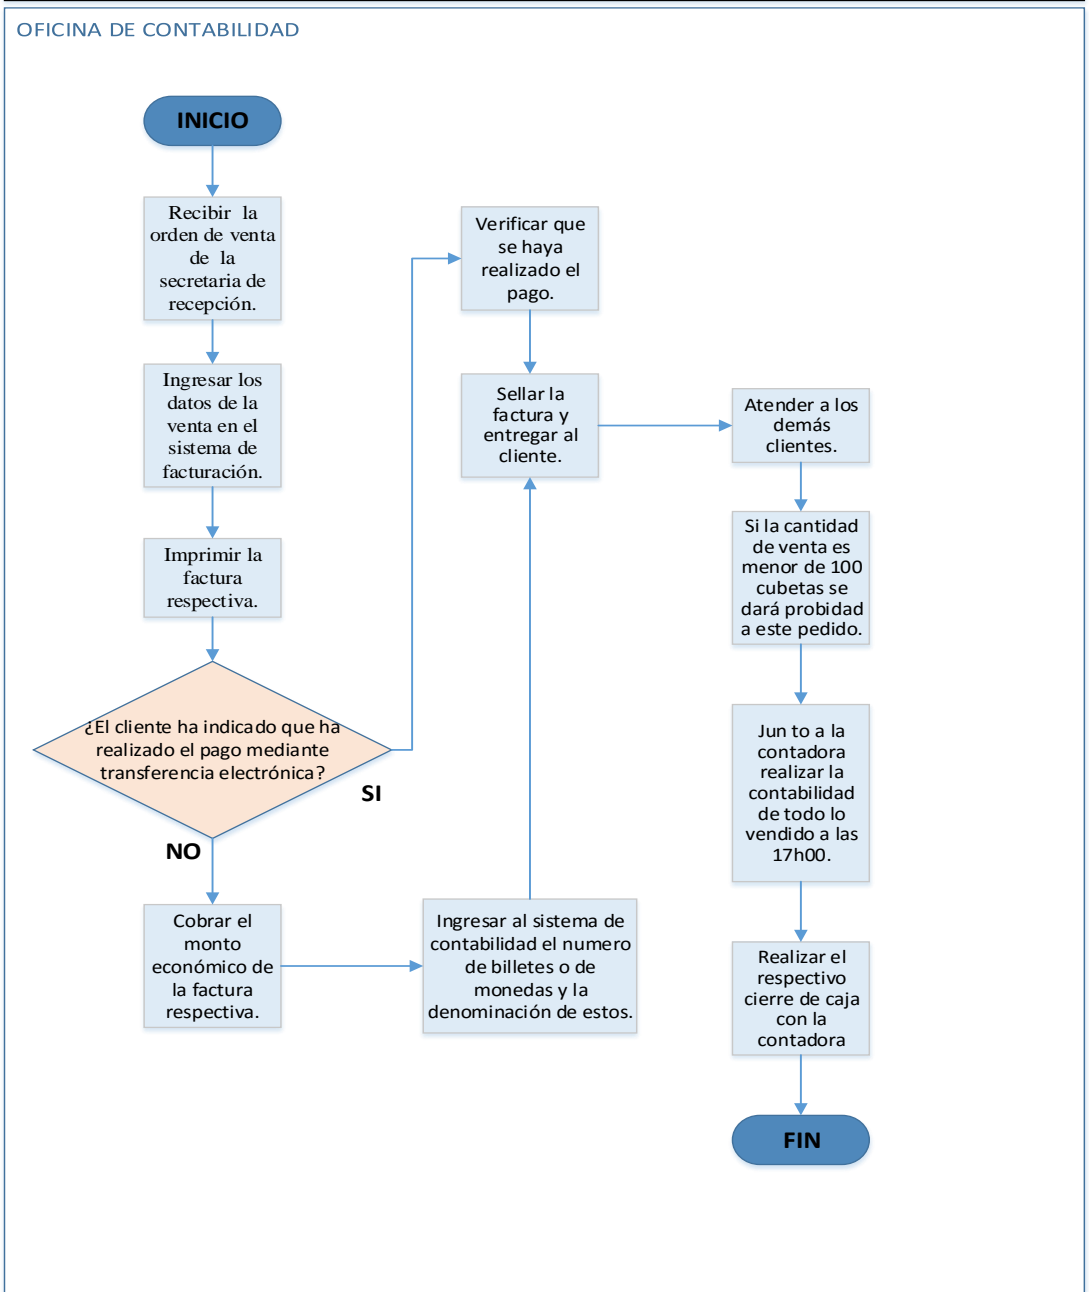 OFICINA DE CONTABILIDAD
INICIO
Recibir la
orden de venta
de la
secretaria de
recepción.
Ingresar los
datos de la
venta en el
sistema de
facturación.
Imprimir la
factura
respectiva.
¿El cliente ha indicado que ha
realizado el pago mediante
transferencia electrónica?
SI
NO
Cobrar el
monto
económico de
la factura
respectiva.
Ingresar al sistema de
contabilidad el numero
de billetes o de
monedas y la
denominación de estos.
Verificar que
se haya
realizado el
pago.
Sellar la
factura y
entregar al
cliente.
Atender a los
demás
clientes.
Si la cantidad
de venta es
menor de 100
cubetas se
dará probidad
a este pedido.
Jun to a la
contadora
realizar la
contabilidad
de todo lo
vendido a las
17h00.
Realizar el
respectivo
cierre de caja
con la
contadora
FIN